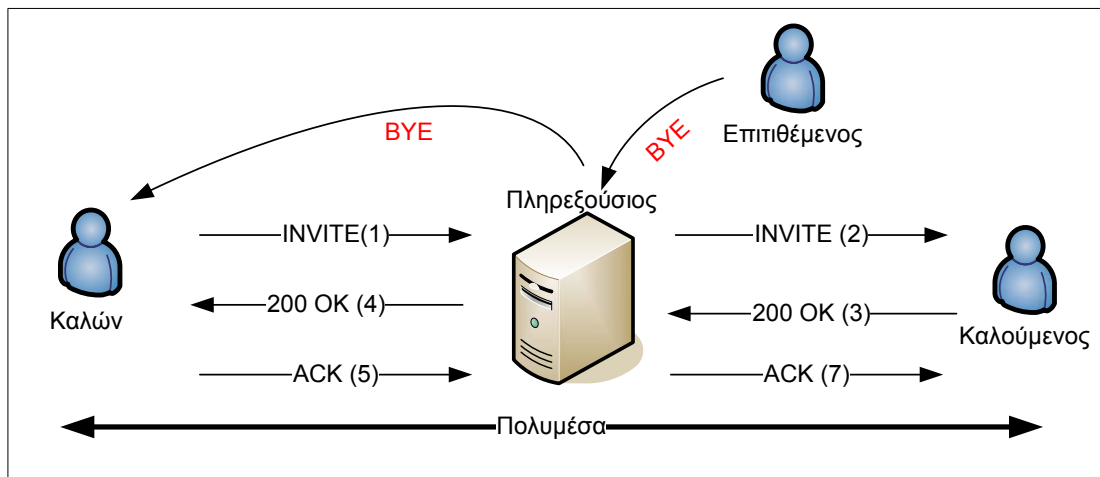 BYE
BYE
Επιτιθέμενος
Πληρεξούσιος
INVITE(1)
INVITE (2)
200 OK (4)
200 OK (3)
Καλών
Καλούμενος
ACK (5)
ACK (7)
Πολυμέσα